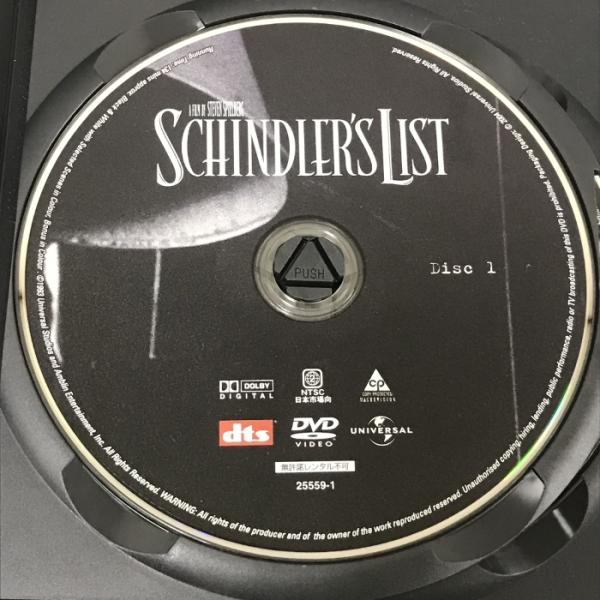 A FILM BY STEVEN SPIELBERG
SCHINDLER'S LIST
PUSH
Disc 1
DOLBY
DIGITAL
NTSC
日本市場向
CP
COPY PROTECTED
MACROVISION
dts
DVD
VIDEO
UNIVERSAL
無許諾レンタル不可
25559-1
Running Time: 134 mins approx. Black & White with Selected Scenes in Colour. Bonus in Colour. ©1993 Universal Studios and Amblin Entertainment, Inc. All Rights Reserved. WARNING: All rights of the producer and of the owner of the work reproduced reserved. Unauthorised copying, hiring, lending, public performance, radio or TV broadcasting of this DVD is prohibited. Packaging Design: © 2004 Universal Studios. All Rights Reserved.